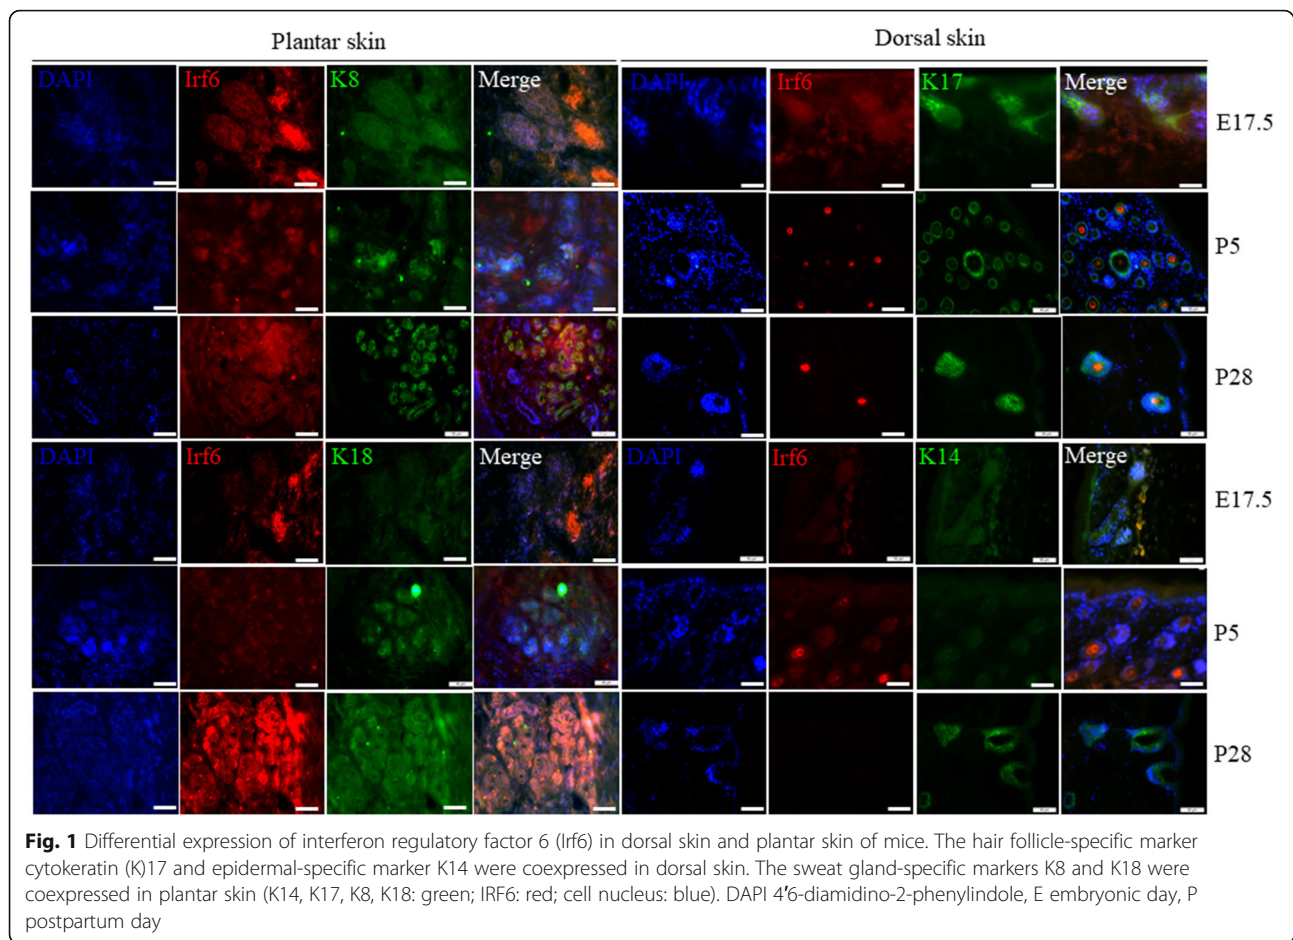 Plantar skin
Dorsal skin
DAPI Irf6 K8 Merge DAPI Irf6 K17 Merge
E17.5
P5
P28
DAPI Irf6 K18 Merge DAPI Irf6 K14 Merge
E17.5
P5
P28
Fig. 1 Differential expression of interferon regulatory factor 6 (Irf6) in dorsal skin and plantar skin of mice. The hair follicle-specific marker
cytokeratin (K)17 and epidermal-specific marker K14 were coexpressed in dorsal skin. The sweat gland-specific markers K8 and K18 were
coexpressed in plantar skin (K14, K17, K8, K18: green; IRF6: red; cell nucleus: blue). DAPI 4′6-diamidino-2-phenylindole, E embryonic day, P
postpartum day